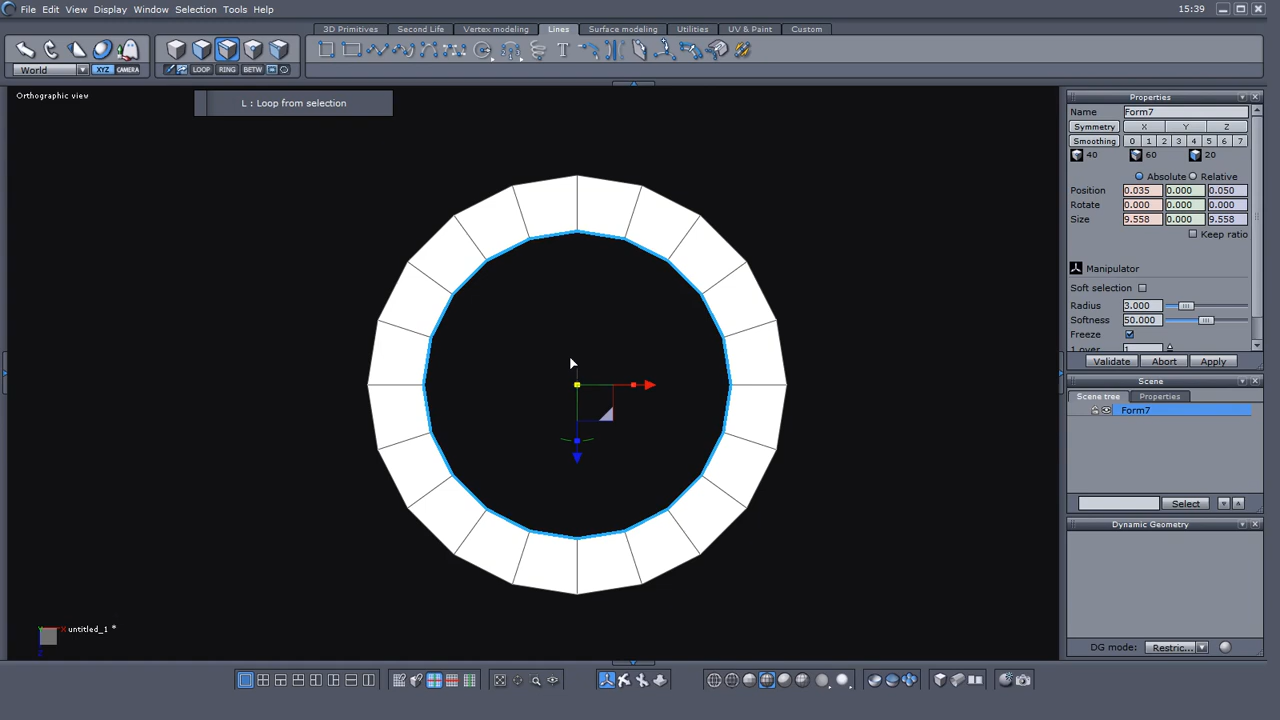 File Edit View Display Window Selection Tools Help
15:39
3D Primitives Second Life Vertex modeling Lines Surface modeling Utilities UV & Paint Custom
World XYZ CAMERA
LOOP RING BETW
Orthographic view
L : Loop from selection
Properties
Name Form7
Symmetry X Y Z
Smoothing 0 1 2 3 4 5 6 7
40 60 20
Absolute Relative
Position 0.035 0.000 0.050
Rotate 0.000 0.000 0.000
Size 9.558 0.000 9.558
Keep ratio
Manipulator
Soft selection
Radius 3.000
Softness 50.000
Freeze
1 over 1
Validate Abort Apply
Scene
Scene tree Properties
Form7
Select
Dynamic Geometry
DG mode: Restric...
X untitled_1 *